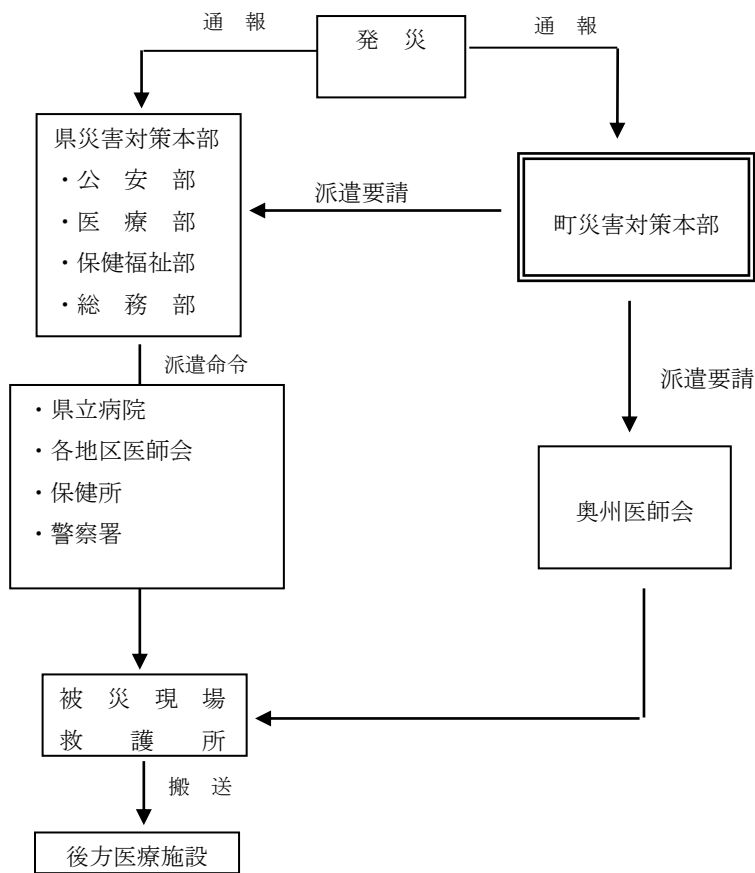 通　報
発　災
通　報
県災害対策本部
・公　安　部
・医　療　部
・保健福祉部
・総　務　部
派遣要請
町災害対策本部
派遣命令
派遣要請
・県立病院
・各地区医師会
・保健所
・警察署
奥州医師会
被　災　現　場
救　　護　　所
搬　送
後方医療施設